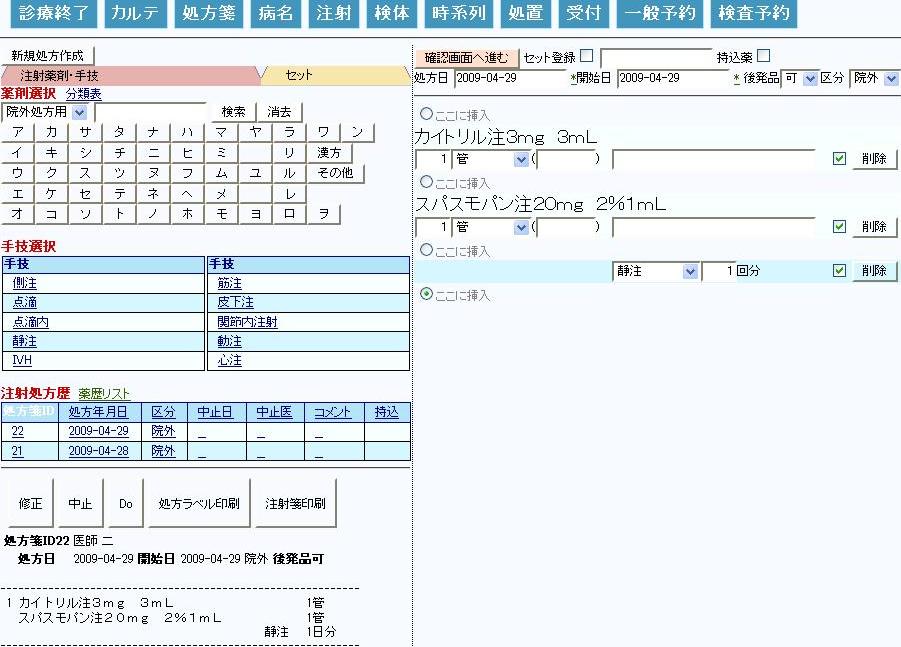 診療終了 カルテ 処方箋 病名 注射 検体 時系列 処置 受付 一般予約 検査予約
新規処方作成
注射薬剤・手技 セット
薬剤選択 分類表
院外処方用 検索 消去
ア カ サ タ ナ ハ マ ヤ ラ ワ ン
イ キ シ チ ニ ヒ ミ リ 漢方
ウ ク ス ツ ヌ フ ム ユ ル その他
エ ケ セ テ ネ ヘ メ レ
オ コ ソ ト ノ ホ モ ヨ ロ ヲ
手技選択
手技 手技
側注 筋注
点滴 皮下注
点滴内 関節内注射
静注 動注
IVH 心注
注射処方歴 薬歴リスト
処方箋ID 処方年月日 区分 中止日 中止医 コメント 持込
22 2009-04-29 院外 _ _ _
21 2009-04-28 院外 _ _ _
修正 中止 Do 処方ラベル印刷 注射箋印刷
処方箋ID22 医師 二
処方日 2009-04-29 開始日 2009-04-29 院外 後発品可
1 カイトリル注3mg 3mL 1管
スパスモパン注20mg 2%1mL 1管
静注 1日分
確認画面へ進む セット登録 持込薬
処方日 2009-04-29 *開始日 2009-04-29 * 後発品 可 区分 院外
ここに挿入
カイトリル注3mg 3mL
1 管 ( ) 削除
ここに挿入
スパスモパン注20mg 2%1mL
1 管 ( ) 削除
ここに挿入
静注 1回分 削除
ここに挿入